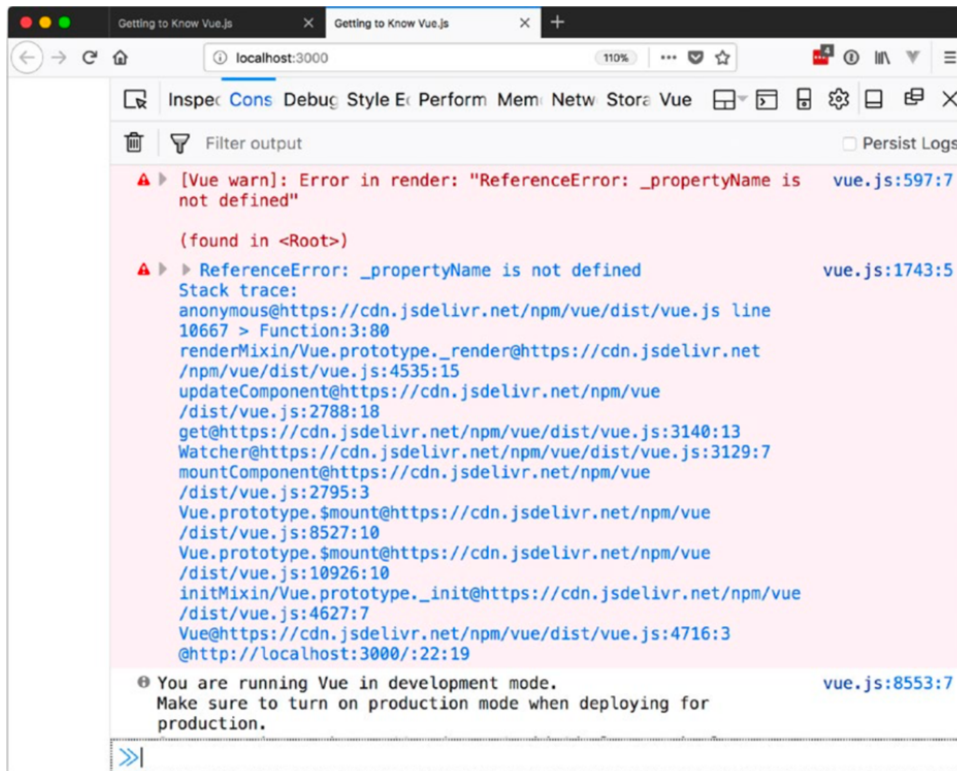 Getting to Know Vue.js
Getting to Know Vue.js
localhost:3000
110%
4
Inspec Cons Debug Style E Perform Mem Netw Stora Vue
Filter output
Persist Logs
[Vue warn]: Error in render: "ReferenceError: _propertyName is vue.js:597:7
not defined"
(found in <Root>)
ReferenceError: _propertyName is not defined vue.js:1743:5
Stack trace:
anonymous@https://cdn.jsdelivr.net/npm/vue/dist/vue.js line
10667 > Function:3:80
renderMixin/Vue.prototype._render@https://cdn.jsdelivr.net
/npm/vue/dist/vue.js:4535:15
updateComponent@https://cdn.jsdelivr.net/npm/vue
/dist/vue.js:2788:18
get@https://cdn.jsdelivr.net/npm/vue/dist/vue.js:3140:13
Watcher@https://cdn.jsdelivr.net/npm/vue/dist/vue.js:3129:7
mountComponent@https://cdn.jsdelivr.net/npm/vue
/dist/vue.js:2795:3
Vue.prototype.$mount@https://cdn.jsdelivr.net/npm/vue
/dist/vue.js:8527:10
Vue.prototype.$mount@https://cdn.jsdelivr.net/npm/vue
/dist/vue.js:10926:10
initMixin/Vue.prototype._init@https://cdn.jsdelivr.net/npm/vue
/dist/vue.js:4627:7
Vue@https://cdn.jsdelivr.net/npm/vue/dist/vue.js:4716:3
@http://localhost:3000/:22:19
You are running Vue in development mode. vue.js:8553:7
Make sure to turn on production mode when deploying for
production.